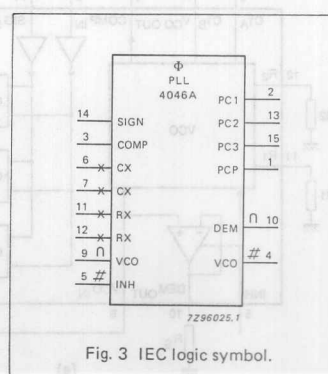 Φ
PLL
4046A
14 SIGN
3 COMP
6 CX
7 CX
11 RX
12 RX
9 ∩ VCO
5 # INH
PC1 2
PC2 13
PC3 15
PCP 1
DEM ∩ 10
VCO # 4
7Z96025.1
Fig. 3 IEC logic symbol.